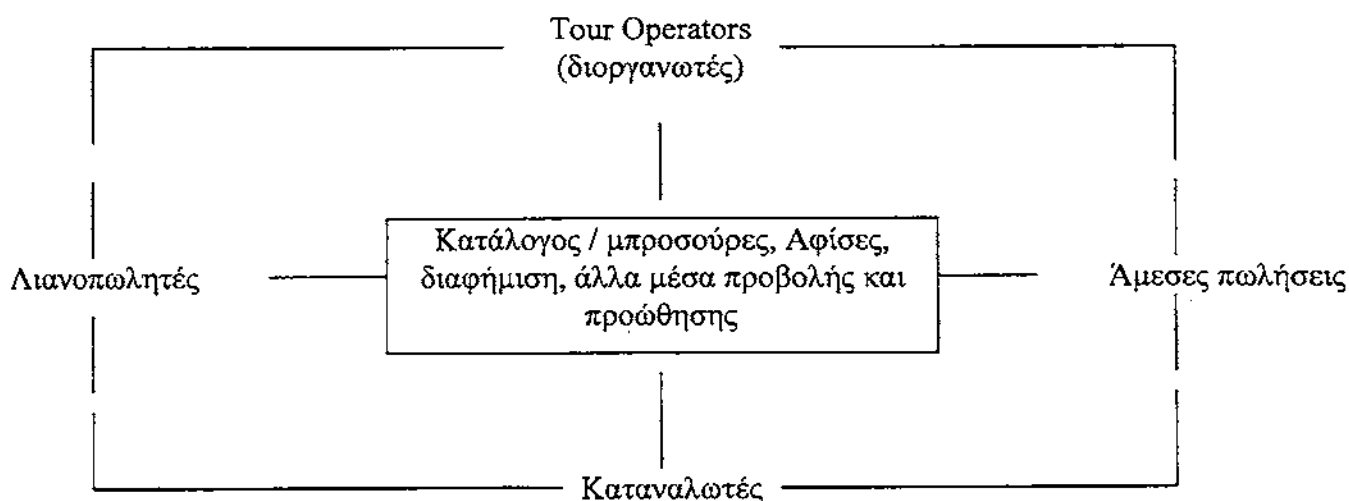 Tour Operators
(διοργανωτές)
Κατάλογος / μπροσούρες, Αφίσες,
διαφήμιση, άλλα μέσα προβολής και
προώθησης
Λιανοπωλητές
Άμεσες πωλήσεις
Καταναλωτές